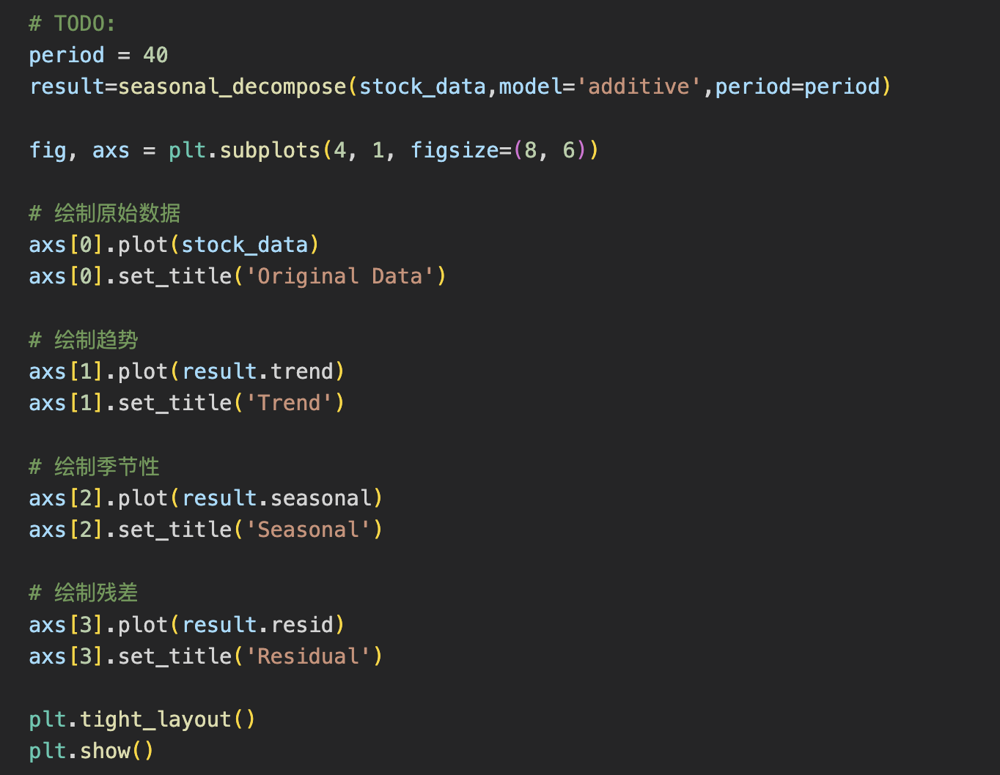 # TODO:
period = 40
result=seasonal_decompose(stock_data,model='additive',period=period)
fig, axs = plt.subplots(4, 1, figsize=(8, 6))
# 绘制原始数据
axs[0].plot(stock_data)
axs[0].set_title('Original Data')
# 绘制趋势
axs[1].plot(result.trend)
axs[1].set_title('Trend')
# 绘制季节性
axs[2].plot(result.seasonal)
axs[2].set_title('Seasonal')
# 绘制残差
axs[3].plot(result.resid)
axs[3].set_title('Residual')
plt.tight_layout()
plt.show()